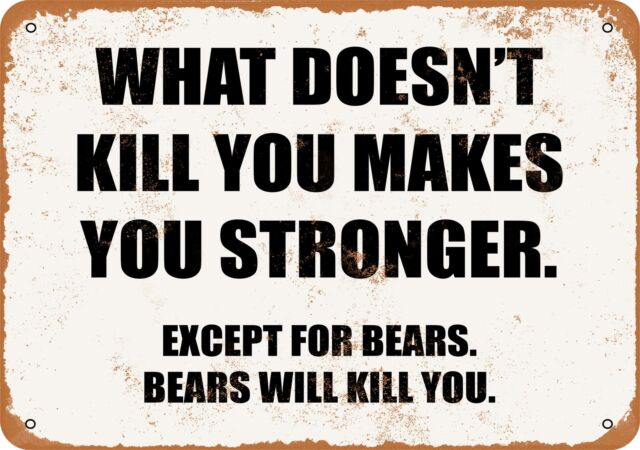 WHAT DOESN'T
KILL YOU MAKES
YOU STRONGER.
EXCEPT FOR BEARS.
BEARS WILL KILL YOU.